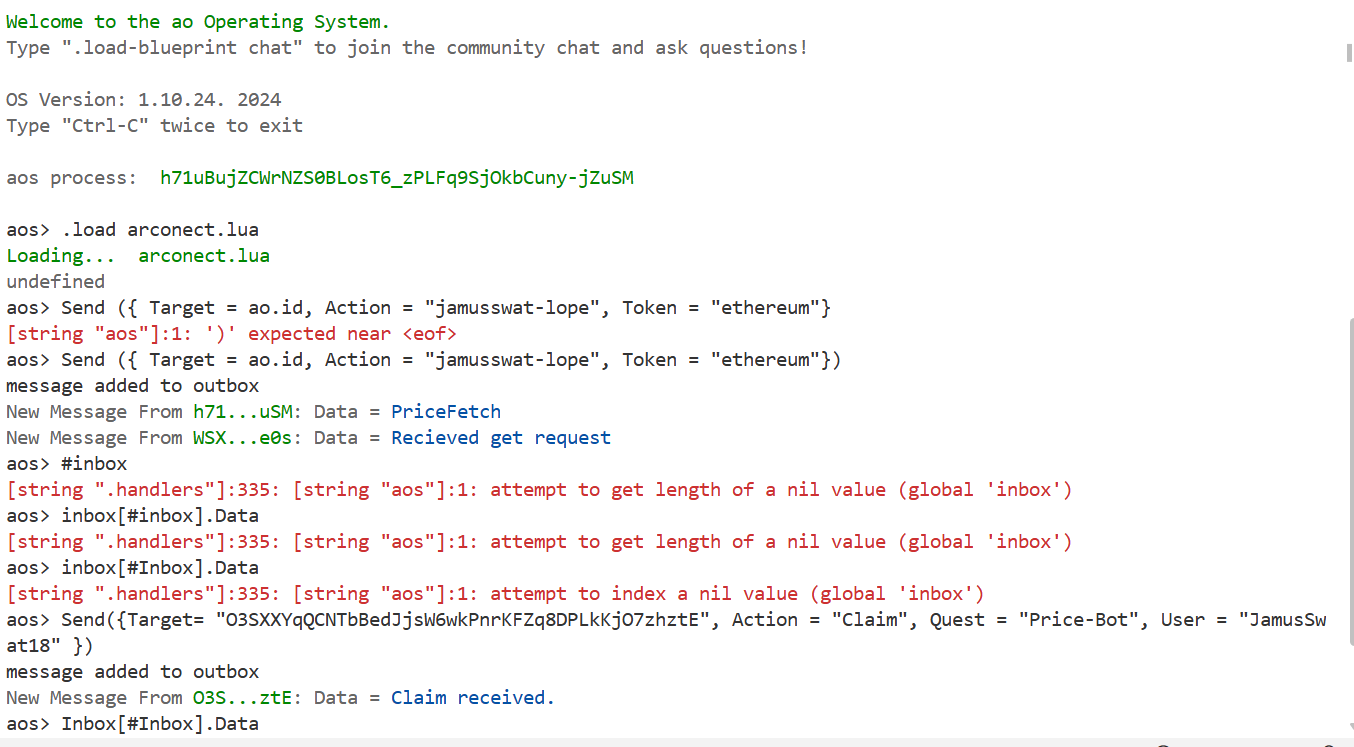 Welcome to the ao Operating System.
Type ".load-blueprint chat" to join the community chat and ask questions!
OS Version: 1.10.24. 2024
Type "Ctrl-C" twice to exit
aos process:  h71uBujZCWrNZS0BLosT6_zPLFq9SjOkbCuny-jZuSM
aos> .load arconect.lua
Loading...  arconect.lua
undefined
aos> Send ({ Target = ao.id, Action = "jamusswat-lope", Token = "ethereum"}
[string "aos"]:1: ')' expected near <eof>
aos> Send ({ Target = ao.id, Action = "jamusswat-lope", Token = "ethereum"})
message added to outbox
New Message From h71...uSM: Data = PriceFetch
New Message From WSX...e0s: Data = Recieved get request
aos> #inbox
[string ".handlers"]:335: [string "aos"]:1: attempt to get length of a nil value (global 'inbox')
aos> inbox[#inbox].Data
[string ".handlers"]:335: [string "aos"]:1: attempt to get length of a nil value (global 'inbox')
aos> inbox[#Inbox].Data
[string ".handlers"]:335: [string "aos"]:1: attempt to index a nil value (global 'inbox')
aos> Send({Target= "O3SXXYqQCNTbBedJjsW6wkPnrKFZq8DPLkKjO7zhztE", Action = "Claim", Quest = "Price-Bot", User = "JamusSw
at18" })
message added to outbox
New Message From O3S...ztE: Data = Claim received.
aos> Inbox[#Inbox].Data